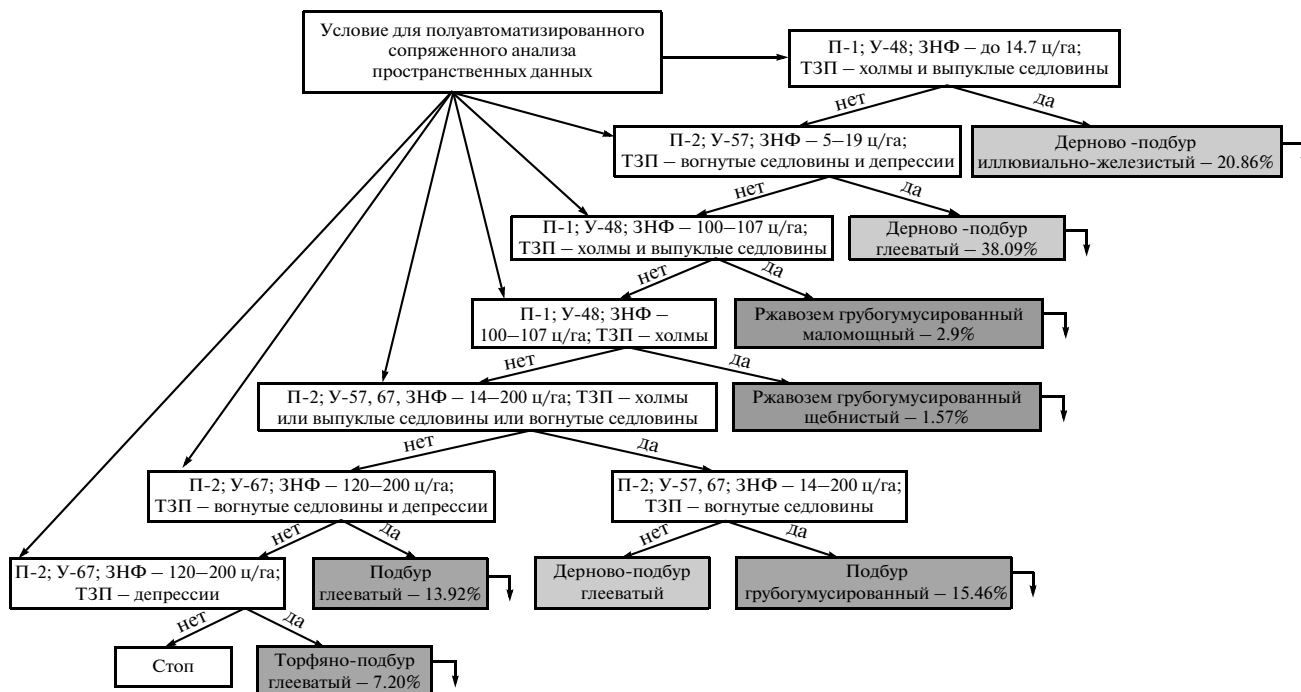 Условие для полуавтоматизированного
сопряженного анализа
пространственных данных
П-1; У-48; ЗНФ – до 14.7 ц/га;
ТЗП – холмы и выпуклые седловины
нет
да
П-2; У-57; ЗНФ – 5–19 ц/га;
ТЗП – вогнутые седловины и депрессии
Дерново -подбур
иллювиально-железистый – 20.86%
нет
да
П-1; У-48; ЗНФ – 100–107 ц/га;
ТЗП – холмы и выпуклые седловины
Дерново -подбур
глееватый – 38.09%
нет
да
П-1; У-48; ЗНФ –
100–107 ц/га; ТЗП – холмы
Ржавозем грубогумусированный
маломощный – 2.9%
нет
да
П-2; У-57, 67, ЗНФ – 14–200 ц/га; ТЗП – холмы
или выпуклые седловины или вогнутые седловины
Ржавозем грубогумусированный
щебнистый – 1.57%
нет
да
П-2; У-67; ЗНФ – 120–200 ц/га;
ТЗП – вогнутые седловины и депрессии
П-2; У-57, 67; ЗНФ – 14–200 ц/га;
ТЗП – вогнутые седловины
нет
да
нет
да
П-2; У-67; ЗНФ – 120–200 ц/га;
ТЗП – депрессии
Подбур
глееватый – 13.92%
Дерново-подбур
глееватый
Подбур
грубогумусированный – 15.46%
нет
да
Стоп
Торфяно-подбур
глееватый – 7.20%